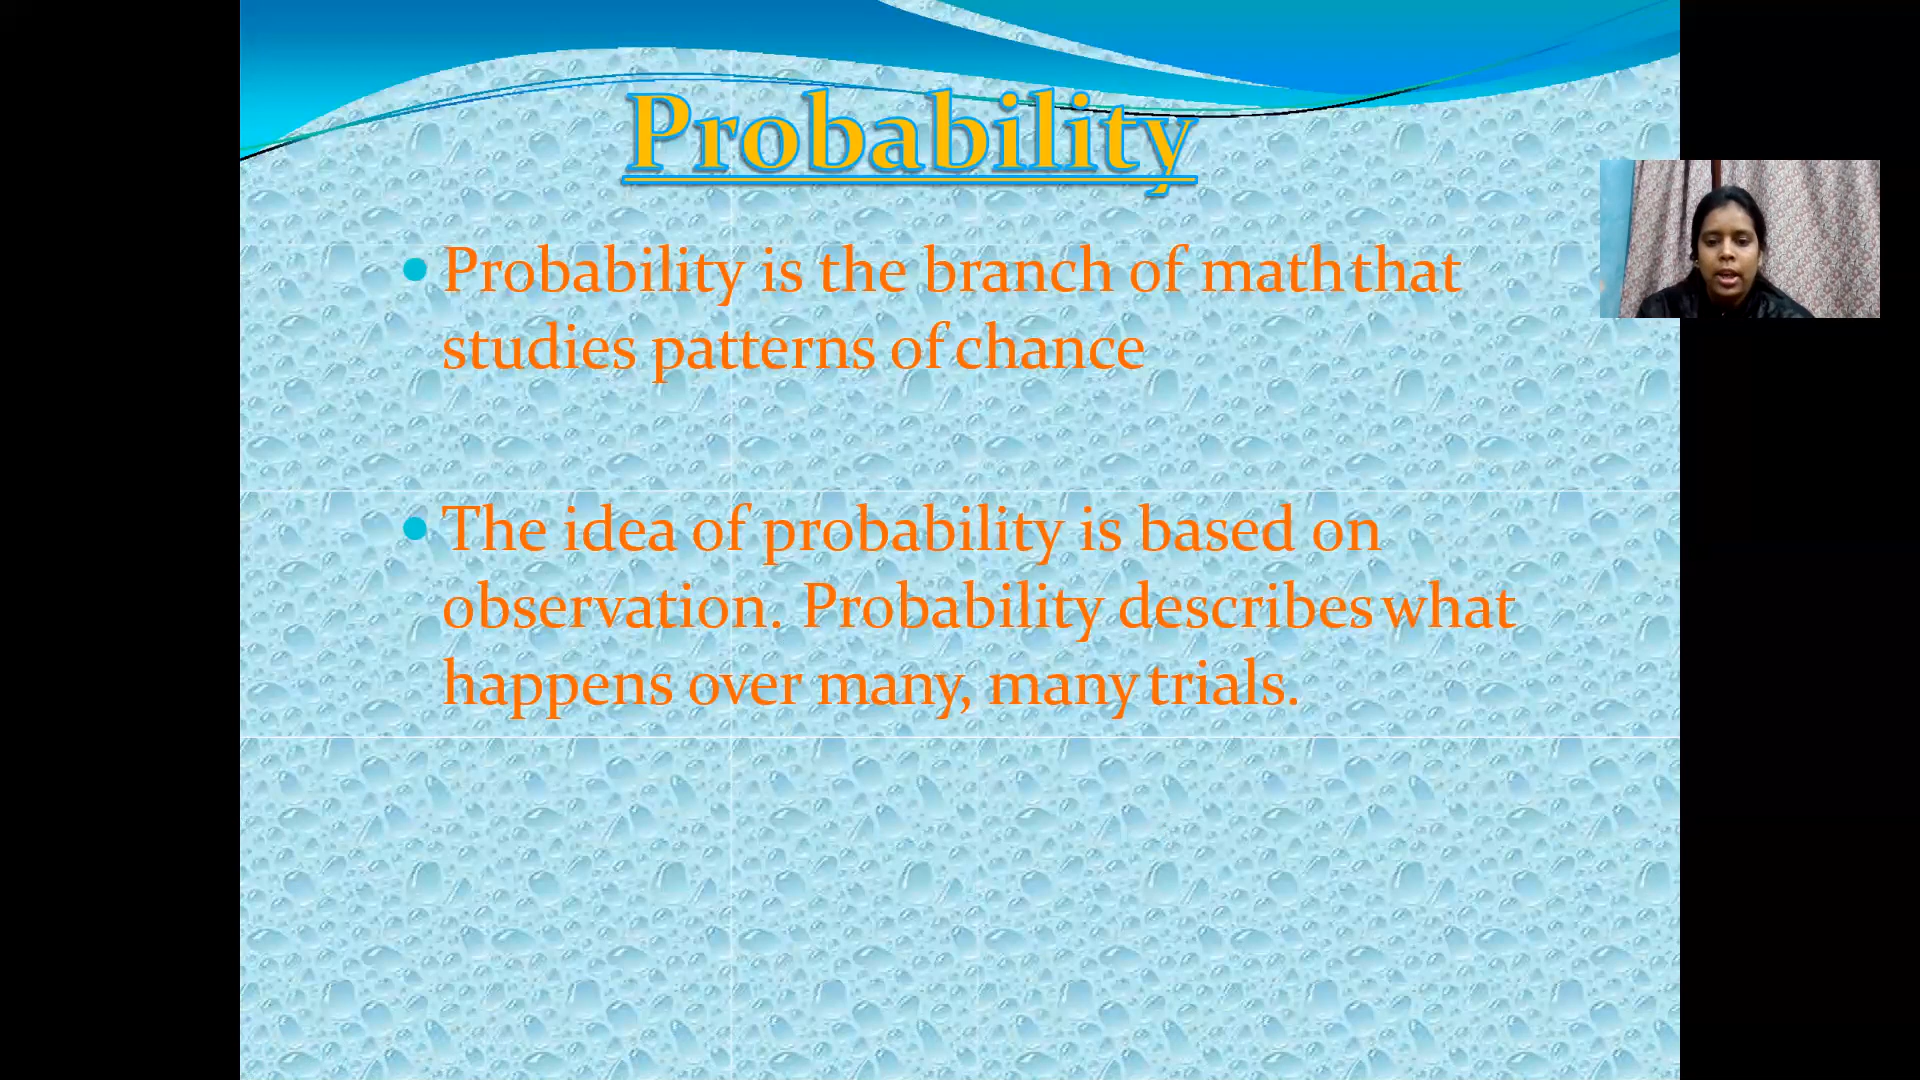 Probability
• Probability is the branch of math that
studies patterns of chance
• The idea of probability is based on
observation. Probability describes what
happens over many, many trials.